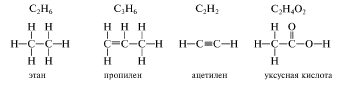 C₂H₆ C₃H₆ C₂H₂ C₂H₄O₂
H H H H H H O
H–C–C–H C=C–C–H H–C≡C–H H–C–C–O–H
H H H H H
этан пропилен ацетилен уксусная кислота